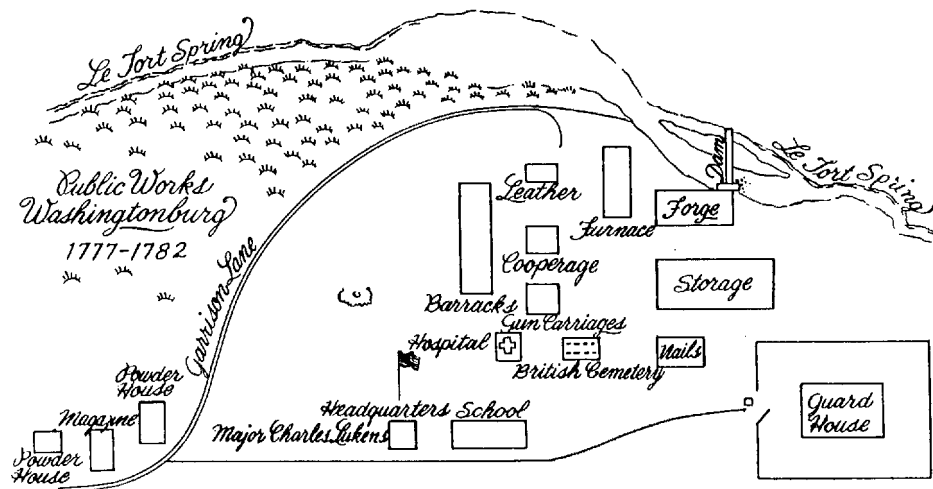 Le Tort Spring
Public Works
Washingtonburg
1777-1782
Garrison Lane
Dam
Le Tort Spring
Leather
Furnace
Forge
Cooperage
Storage
Barracks
Gun Carriages
Hospital
British Cemetery
Nails
Powder
House
Magazine
Powder
House
Headquarters
Major Charles Lukens
School
Guard
House